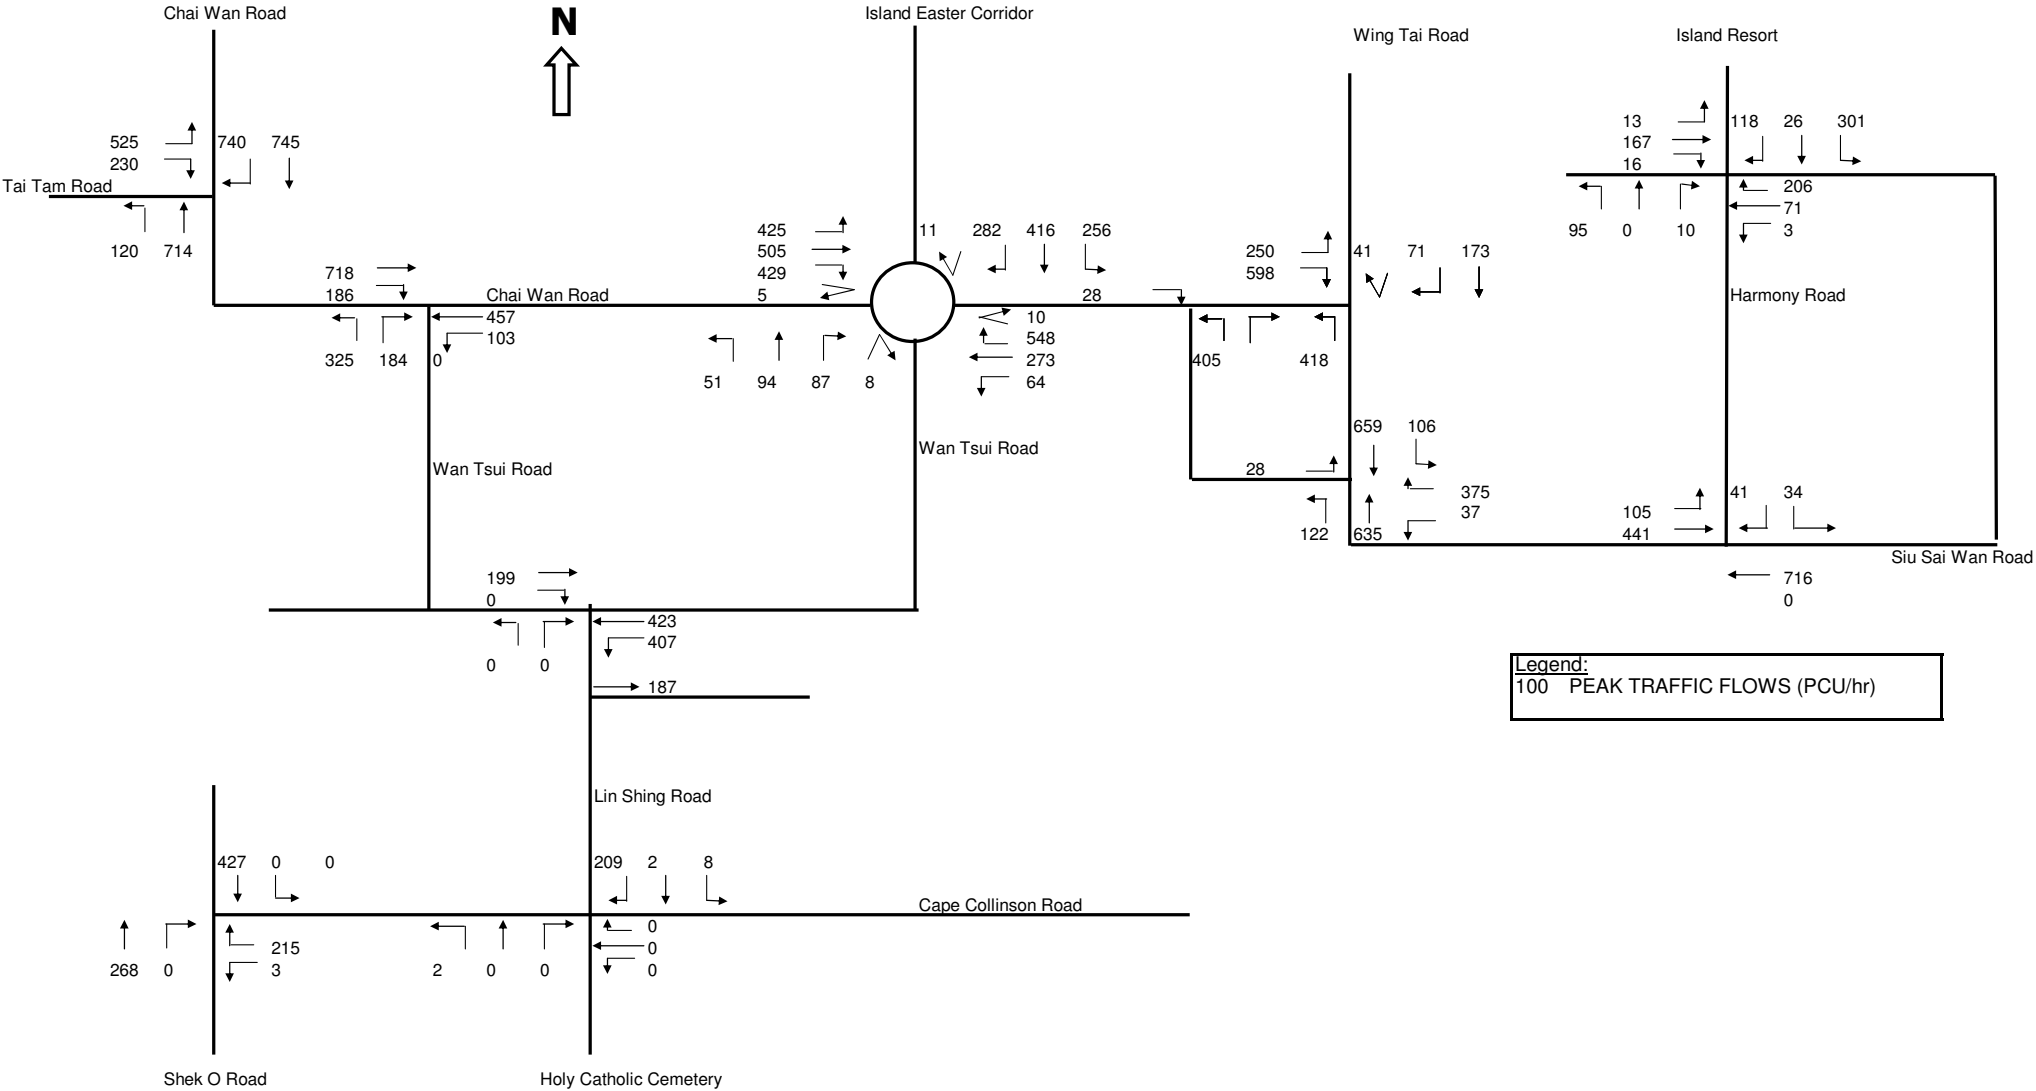 Chai Wan Road
N
Island Easter Corridor
Wing Tai Road
Island Resort
525 740 745
230
Tai Tam Road
120 714
13 118 26 301
167
16
206
71
95 0 10 3
425 11 282 416 256
505
429
5
250 41 71 173
598
718
186
Chai Wan Road
28
Harmony Road
457
103
325 184 0
10
548
273
64
51 94 87 8
405 418
Wan Tsui Road
Wan Tsui Road
659 106
28
375
37
122 635
41 34
105
441
Siu Sai Wan Road
716
0
199
0
423
407
0 0
187
Legend:
100 PEAK TRAFFIC FLOWS (PCU/hr)
Lin Shing Road
427 0 0
209 2 8
Cape Collinson Road
215
3
268 0
0
0
0
2 0 0
Shek O Road
Holy Catholic Cemetery